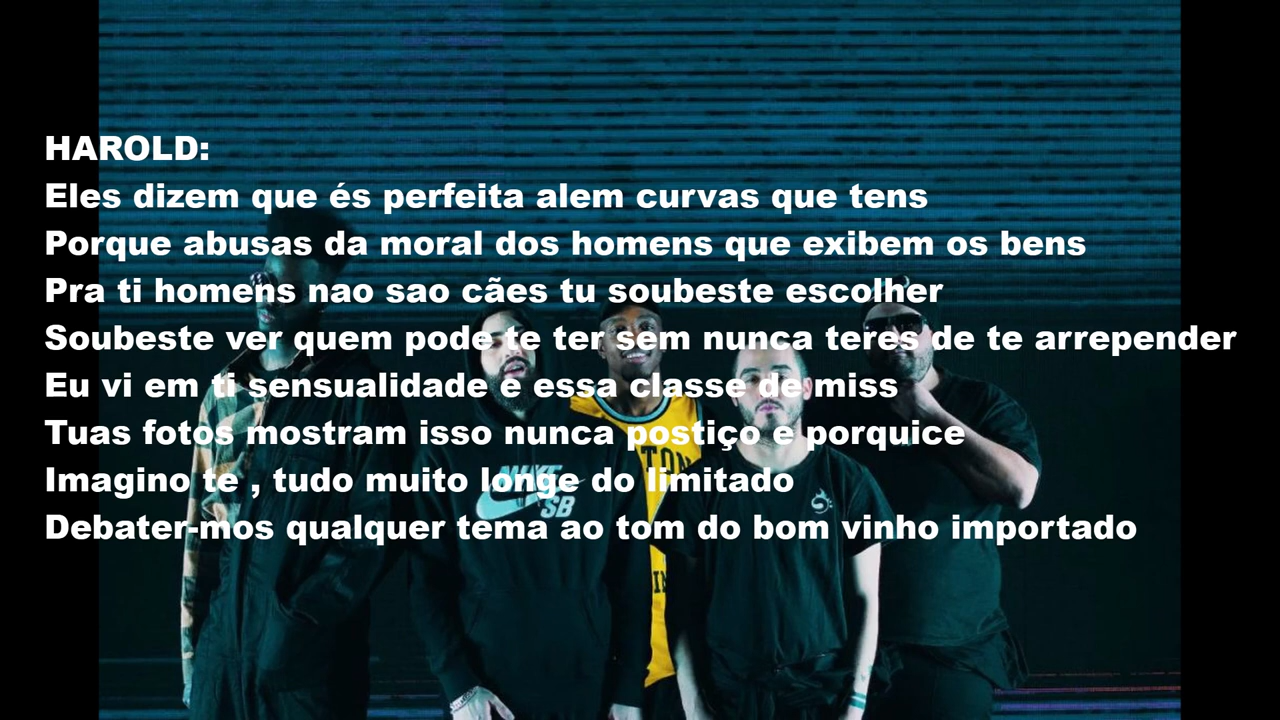 HAROLD:
Eles dizem que és perfeita alem curvas que tens
Porque abusas da moral dos homens que exibem os bens
Pra ti homens nao sao cães tu soubeste escolher
Soubeste ver quem pode te ter sem nunca teres de te arrepender
Eu vi em ti sensualidade e essa classe de miss
Tuas fotos mostram isso nunca postiço e porquice
Imagino te , tudo muito longe do limitado
Debater-mos qualquer tema ao tom do bom vinho importado
NIKE
SB